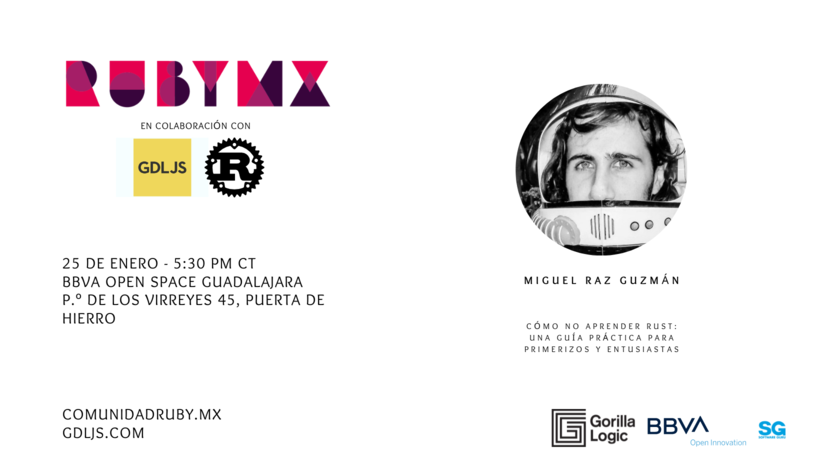 RUBYMX
EN COLABORACIÓN CON
GDLJS
R
25 DE ENERO - 5:30 PM CT
BBVA OPEN SPACE GUADALAJARA
P.º DE LOS VIRREYES 45, PUERTA DE
HIERRO
COMUNIDADRUBY.MX
GDLJS.COM
MIGUEL RAZ GUZMÁN
CÓMO NO APRENDER RUST:
UNA GUÍA PRÁCTICA PARA
PRIMERIZOS Y ENTUSIASTAS
Gorilla
Logic
BBVA
Open Innovation
SG